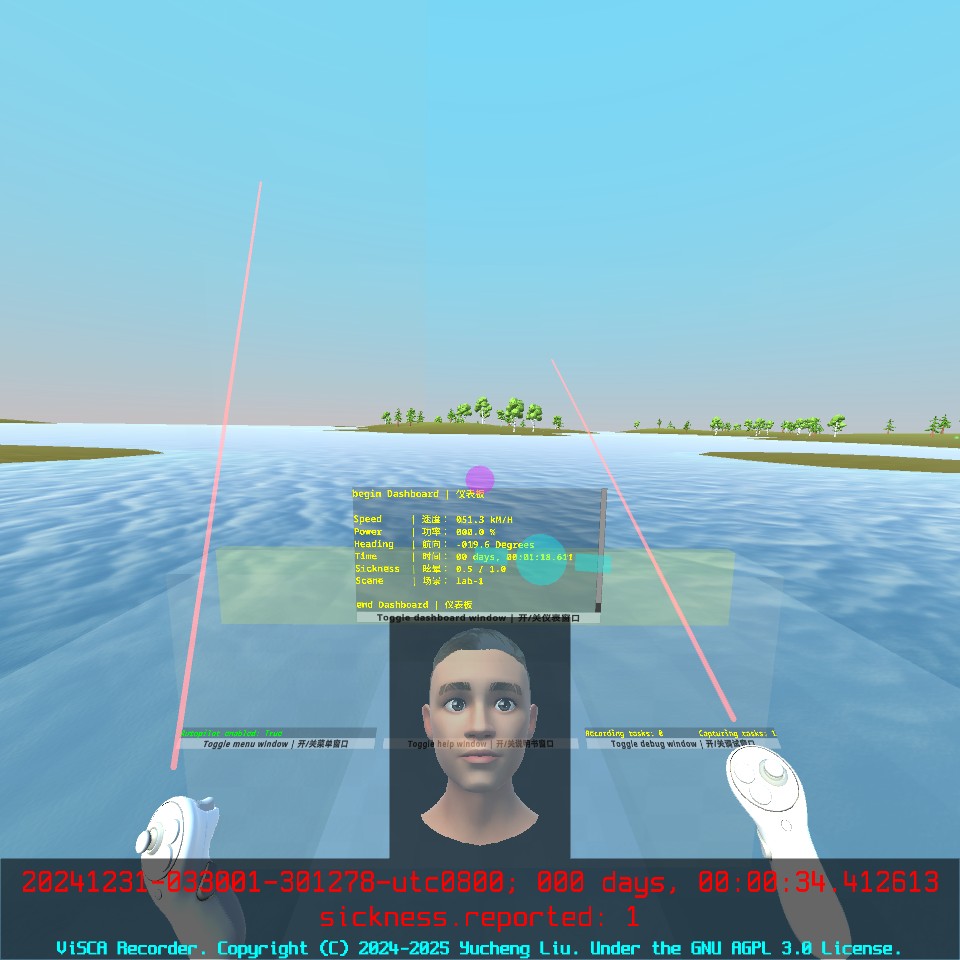 begin Dashboard | 仪表板
Speed | 速度： 051.3 kM/H
Power | 功率： 000.0 %
Heading | 航向： -019.6 Degrees
Time | 时间： 00 days, 00:01:18.611
Sickness | 眩晕： 0.5 / 1.0
Scene | 场景： lab-1
end Dashboard | 仪表板
Toggle dashboard window | 开/关仪表窗口
Autopilot enabled: True
Recording tasks: 0 Capturing tasks: 1
Toggle menu window | 开/关菜单窗口
Toggle help window | 开/关说明书窗口
Toggle debug window | 开/关调试窗口
20241231-033001-301278-utc0800; 000 days, 00:00:34.412613
sickness.reported: 1
ViSCA Recorder. Copyright (C) 2024-2025 Yucheng Liu. Under the GNU AGPL 3.0 License.